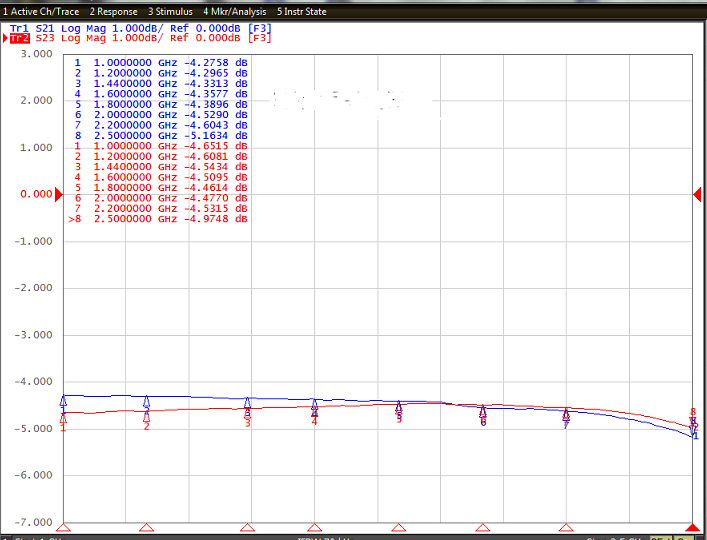 1 Active Ch/Trace 2 Response 3 Stimulus 4 Mkr/Analysis 5 Instr State
Tr1 S21 Log Mag 1.000dB/ Ref 0.000dB [F3]
Tr2 S23 Log Mag 1.000dB/ Ref 0.000dB [F3]
3.000
2.000
1.000
0.000
-1.000
-2.000
-3.000
-4.000
-5.000
-6.000
-7.000
1 1.0000000 GHz -4.2758 dB
2 1.2000000 GHz -4.2965 dB
3 1.4400000 GHz -4.3313 dB
4 1.6000000 GHz -4.3577 dB
5 1.8000000 GHz -4.3896 dB
6 2.0000000 GHz -4.5290 dB
7 2.2000000 GHz -4.6043 dB
8 2.5000000 GHz -5.1634 dB
1 1.0000000 GHz -4.6515 dB
2 1.2000000 GHz -4.6081 dB
3 1.4400000 GHz -4.5434 dB
4 1.6000000 GHz -4.5095 dB
5 1.8000000 GHz -4.4614 dB
6 2.0000000 GHz -4.4770 dB
7 2.2000000 GHz -4.5315 dB
>8 2.5000000 GHz -4.9748 dB
1 2 3 4 5 6 7 8